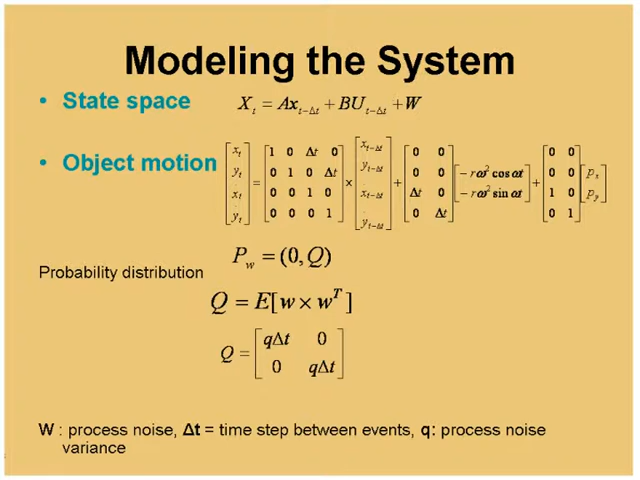 Modeling the System
• State space X_t = Ax_{t−Δt} + BU_{t−Δt} + W
• Object motion [x_t y_t ẋ_t ẏ_t] = [1 0 Δt 0; 0 1 0 Δt; 0 0 1 0; 0 0 0 1] × [x_{t−Δt} y_{t−Δt} ẋ_{t−Δt} ẏ_{t−Δt}] + [0 0; 0 0; Δt 0; 0 Δt] [−rω² cos ωt; −rω² sin ωt] + [0 0; 0 0; 1 0; 0 1] [p_x; p_y]
P_w = (0, Q)
Probability distribution
Q = E[w × w^T]
Q = [qΔt 0; 0 qΔt]
W : process noise, Δt = time step between events, q: process noise
variance